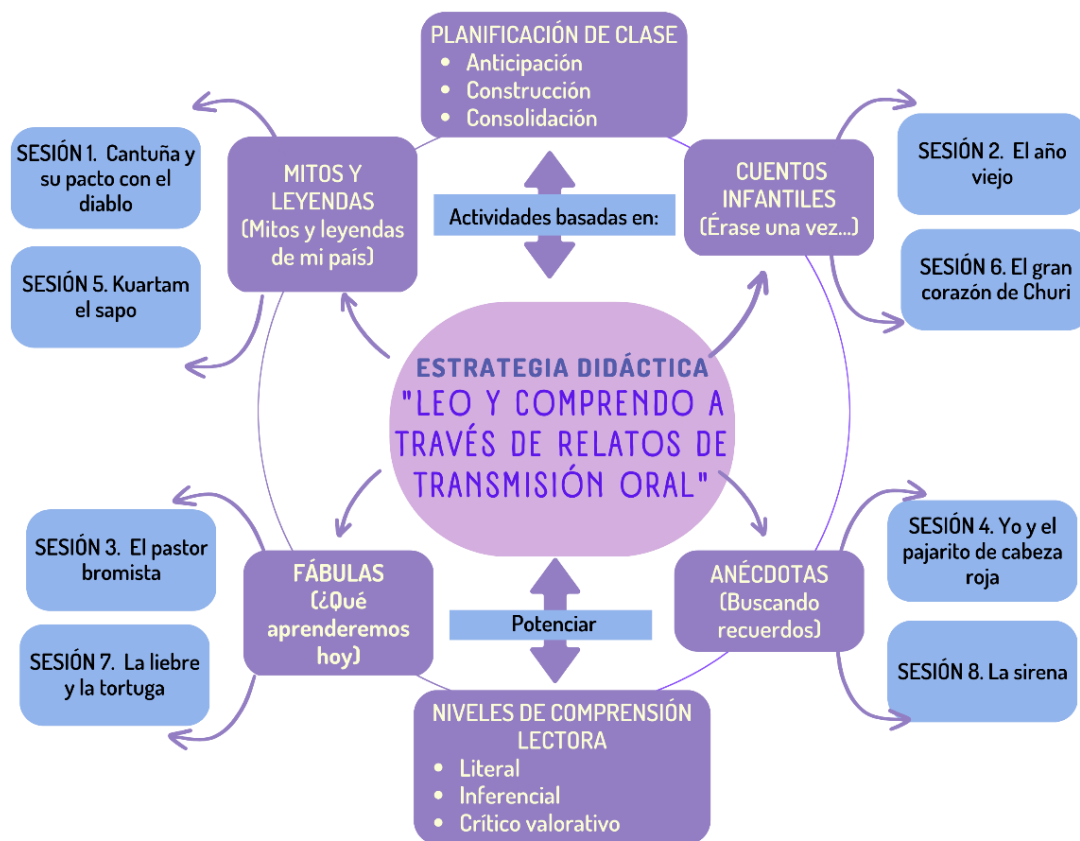 PLANIFICACIÓN DE CLASE
• Anticipación
• Construcción
• Consolidación
SESIÓN 1. Cantuña y
su pacto con el
diablo
MITOS Y
LEYENDAS
(Mitos y leyendas
de mi país)
Actividades basadas en:
CUENTOS
INFANTILES
(Érase una vez...)
SESIÓN 2. El año
viejo
SESIÓN 5. Kuartam
el sapo
SESIÓN 6. El gran
corazón de Churi
ESTRATEGIA DIDÁCTICA
"LEO Y COMPRENDO A
TRAVÉS DE RELATOS DE
TRANSMISIÓN ORAL"
SESIÓN 3. El pastor
bromista
FÁBULAS
(¿Qué
aprenderemos
hoy)
Potenciar
ANÉCDOTAS
(Buscando
recuerdos)
SESIÓN 4. Yo y el
pajarito de cabeza
roja
SESIÓN 7. La liebre
y la tortuga
SESIÓN 8. La sirena
NIVELES DE COMPRENSIÓN
LECTORA
• Literal
• Inferencial
• Crítico valorativo